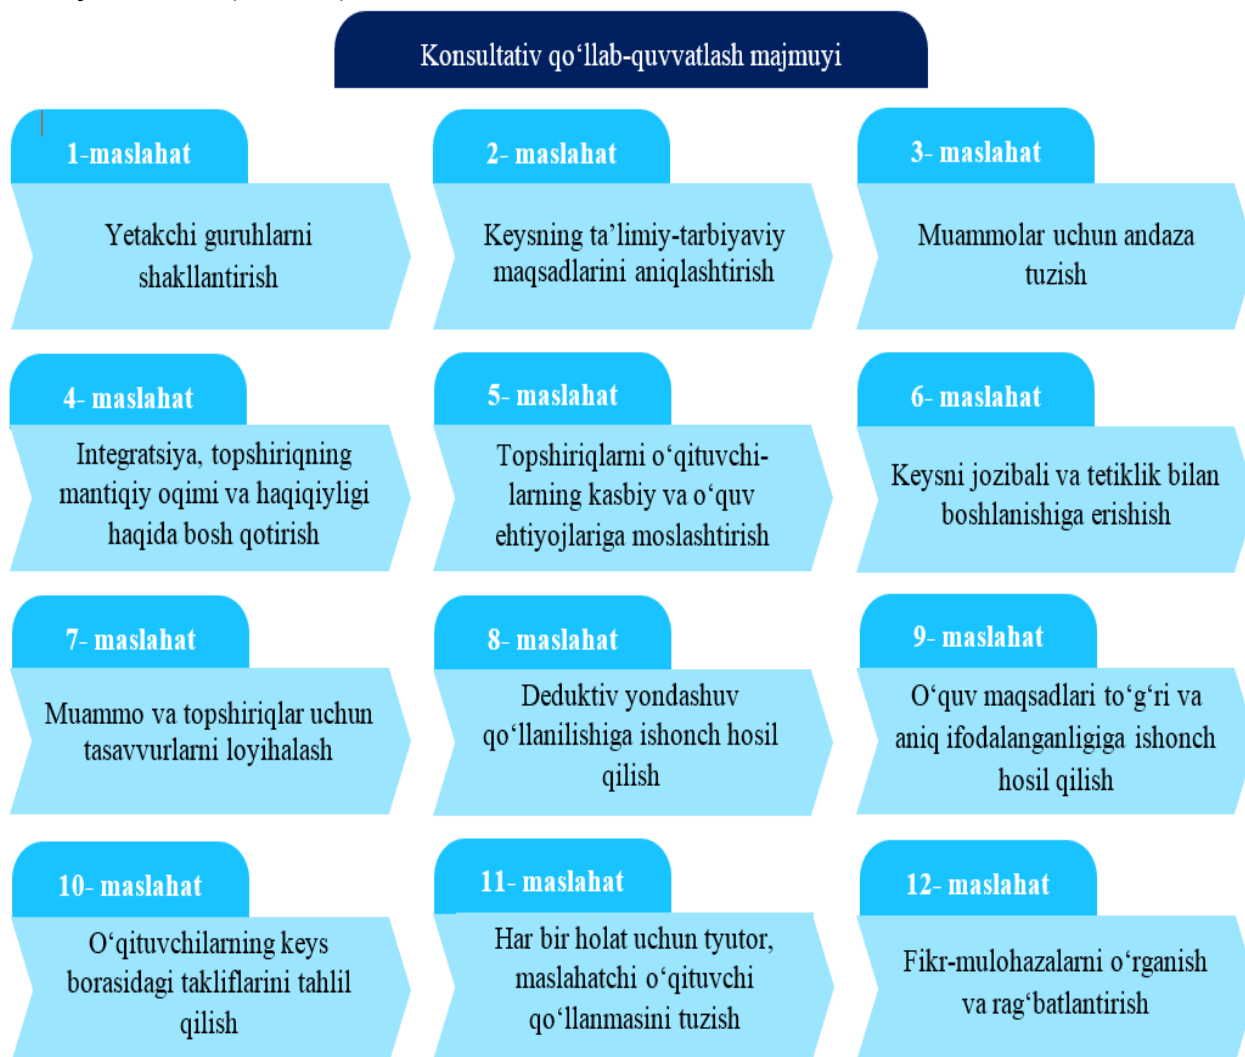 Konsultativ qo‘llab-quvvatlash majmuyi
1-maslahat
Yetakchi guruhlarni
shakllantirish
2- maslahat
Keysning ta’limiy-tarbiyaviy
maqsadlarini aniqlashtirish
3- maslahat
Muammolar uchun andaza
tuzish
4- maslahat
Integratsiya, topshiriqning
mantiqiy oqimi va haqiqiyligi
haqida bosh qotirish
5- maslahat
Topshiriqlarni o‘qituvchi-
larning kasbiy va o‘quv
ehtiyojlariga moslashtirish
6- maslahat
Keysni jozibali va tetiklik bilan
boshlanishiga erishish
7- maslahat
Muammo va topshiriqlar uchun
tasavvurlarni loyihalash
8- maslahat
Deduktiv yondashuv
qo‘llanilishiga ishonch hosil
qilish
9- maslahat
O‘quv maqsadlari to‘g‘ri va
aniq ifodalanganligiga ishonch
hosil qilish
10- maslahat
O‘qituvchilarning keys
borasidagi takliflarini tahlil
qilish
11- maslahat
Har bir holat uchun tyutor,
maslahatchi o‘qituvchi
qo‘llanmasini tuzish
12- maslahat
Fikr-mulohazalarni o‘rganish
va rag‘batlantirish